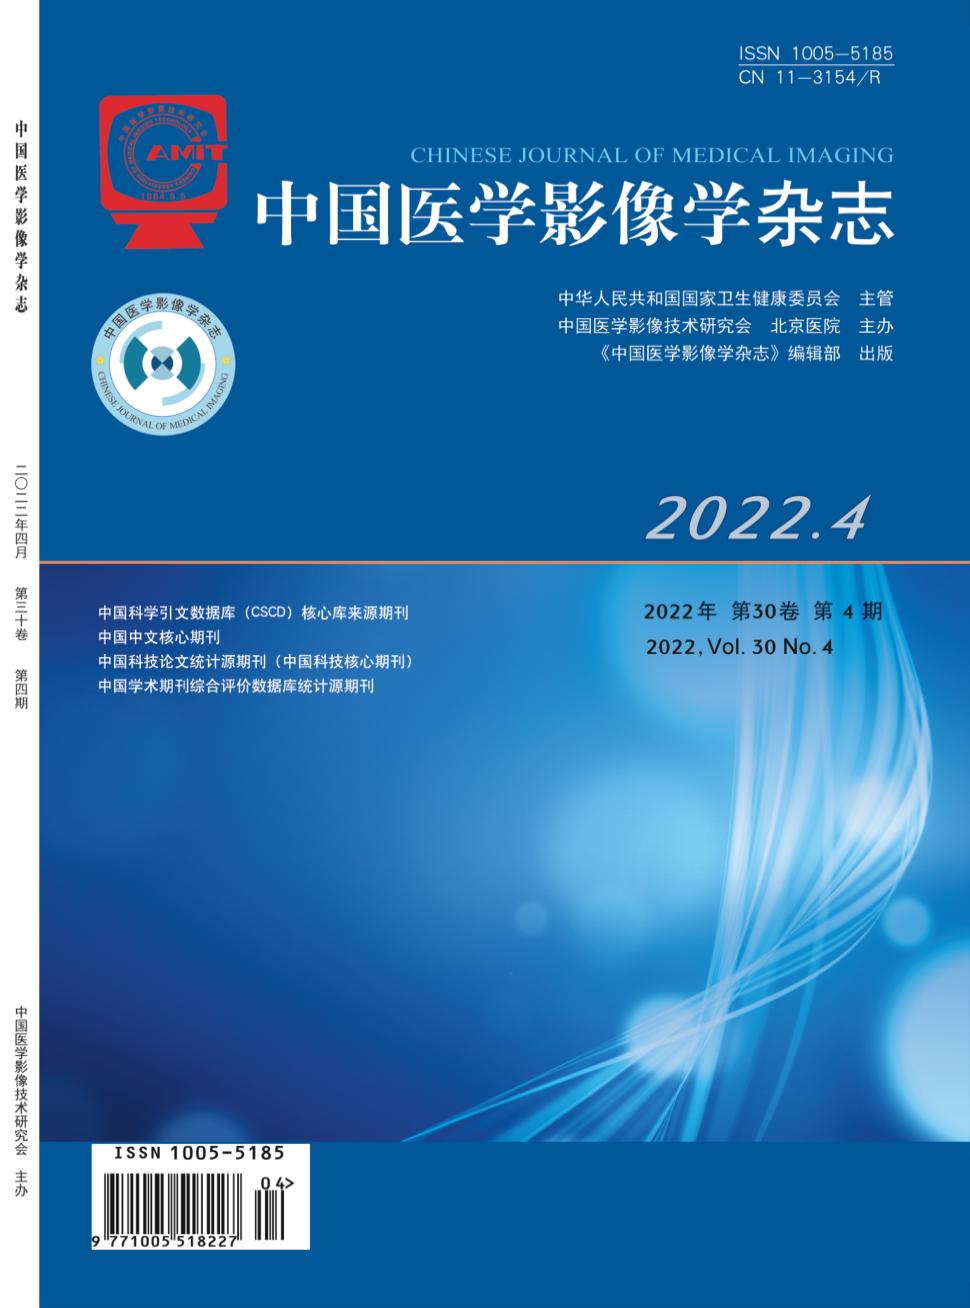 ISSN 1005-5185
CN 11-3154/R
AMIT
1984.5.5
CHINESE JOURNAL OF MEDICAL IMAGING
中国医学影像学杂志
中国医学影像学杂志
CHINESE JOURNAL OF MEDICAL IMAGING
中华人民共和国国家卫生健康委员会 主管
中国医学影像技术研究会 北京医院 主办
《中国医学影像学杂志》编辑部 出版
2022.4
中国科学引文数据库(CSCD)核心库来源期刊
中国中文核心期刊
中国科技论文统计源期刊(中国科技核心期刊)
中国学术期刊综合评价数据库统计源期刊
2022年 第30卷 第 4 期
2022, Vol. 30 No. 4
ISSN 1005-5185
04>
9 771005 518227
中国医学影像学杂志
二〇二二年四月 第三十卷 第四期
中国医学影像技术研究会 主办